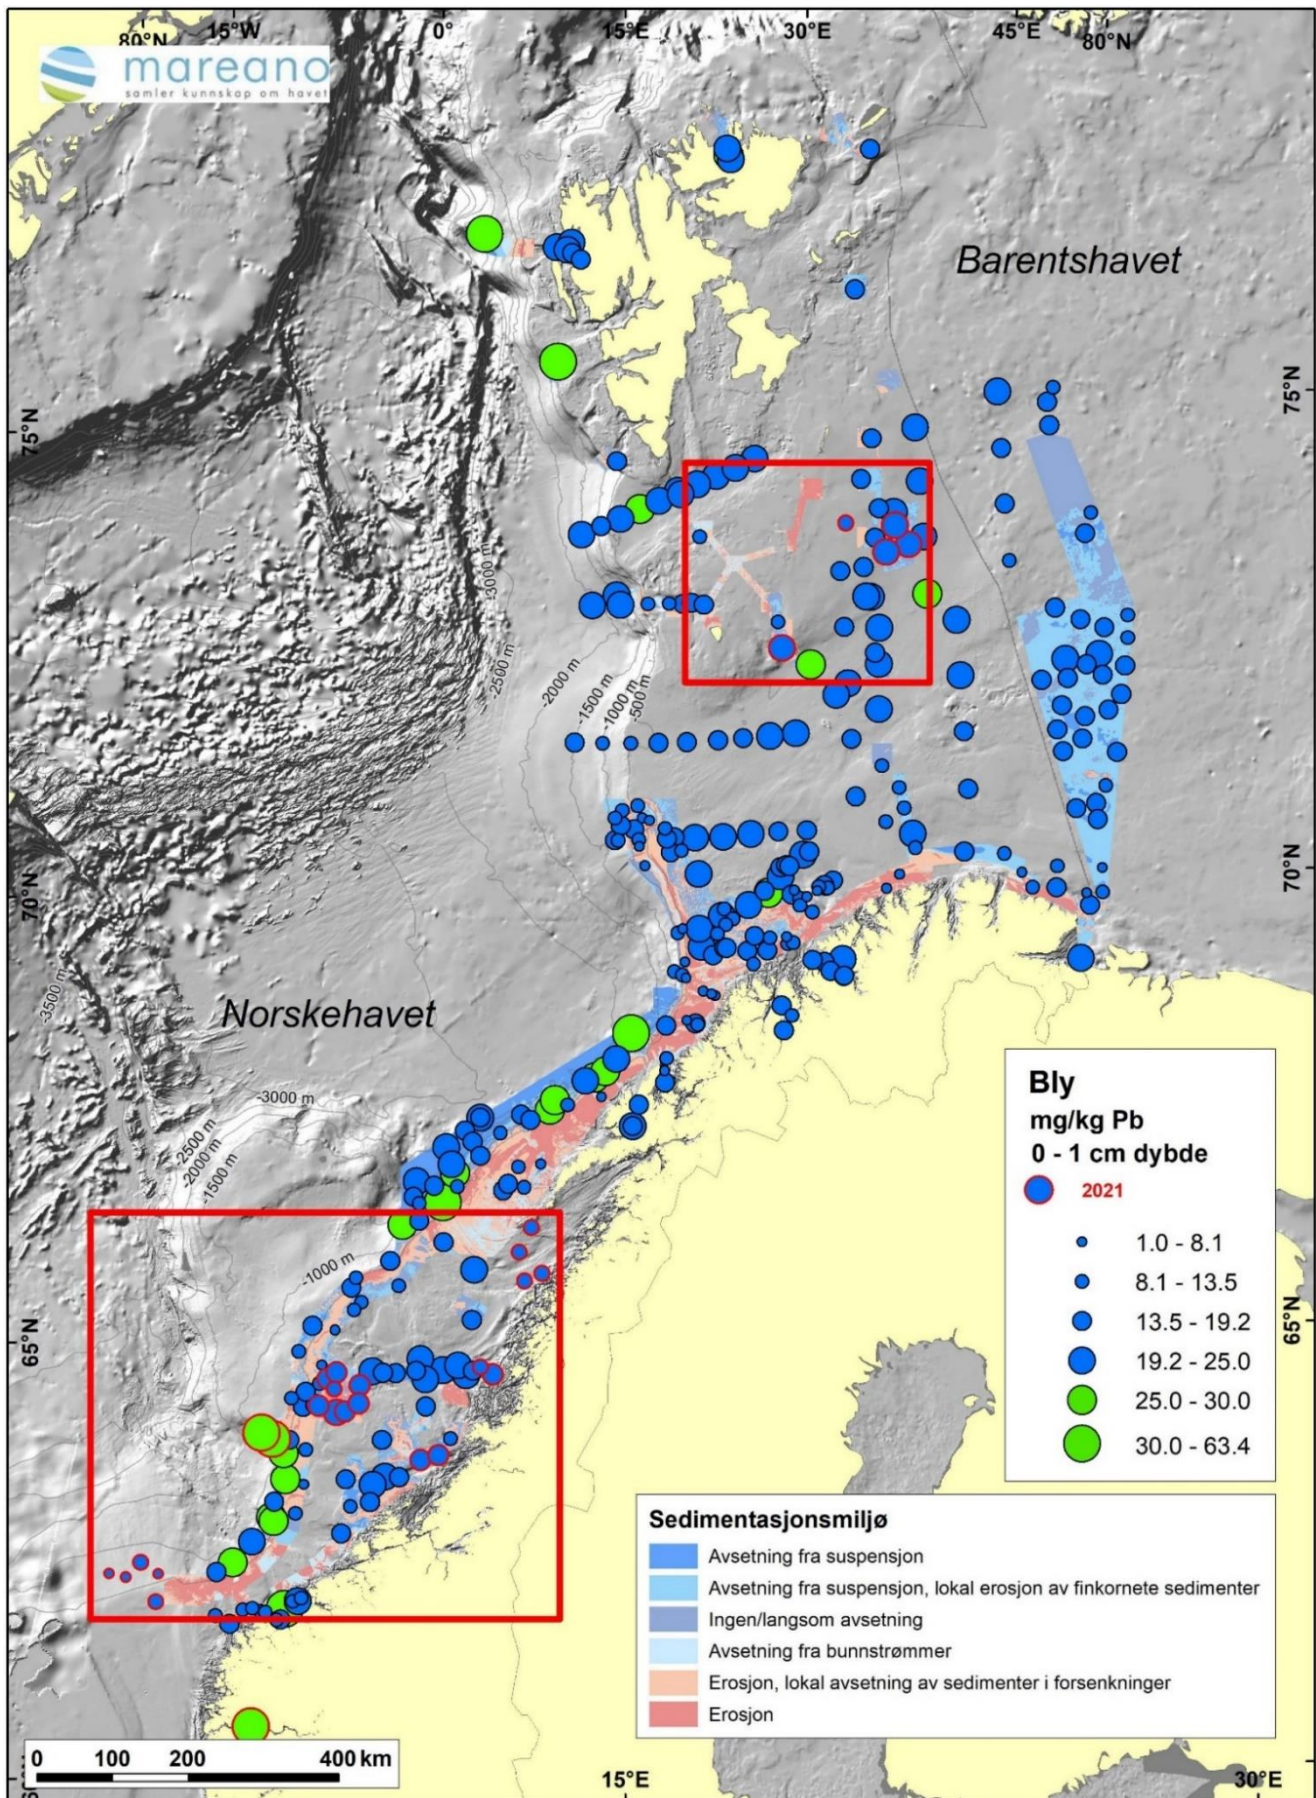 80°N 15°W 0° 15°E 30°E 45°E 80°N
mareano
samler kunnskap om havet
Barentshavet
75°N
75°N
-3000 m
-2500 m
-2000 m
-1500 m
-1000 m
-5000 m
70°N
70°N
-3500 m
Norskehavet
-3000 m
-2500 m
-2000 m
-1500 m
-1000 m
65°N
65°N
Bly
mg/kg Pb
0 - 1 cm dybde
2021
1.0 - 8.1
8.1 - 13.5
13.5 - 19.2
19.2 - 25.0
25.0 - 30.0
30.0 - 63.4
Sedimentasjonsmiljø
Avsetning fra suspensjon
Avsetning fra suspensjon, lokal erosjon av finkornete sedimenter
Ingen/langsom avsetning
Avsetning fra bunnstrømmer
Erosjon, lokal avsetning av sedimenter i forsenkninger
Erosjon
0 100 200 400 km
15°E 30°E